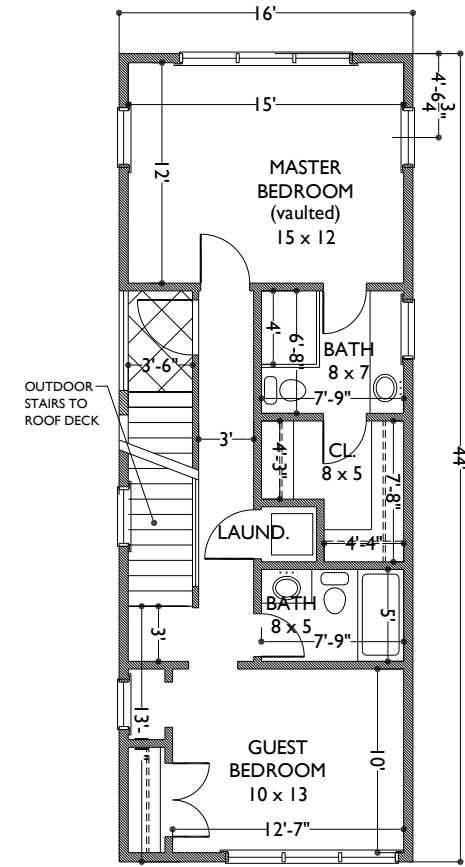 16'
4'-6 3/4"
15'
12'
MASTER
BEDROOM
(vaulted)
15 x 12
4'
6'-8"
3'-6"
BATH
8 x 7
7'-9"
OUTDOOR
STAIRS TO
ROOF DECK
3'
4'-3"
CL.
8 x 5
7'-8"
44'
LAUND.
4'-4"
BATH
8 x 5
5'
7'-9"
3'
13'-
GUEST
BEDROOM
10 x 13
10'
12'-7"